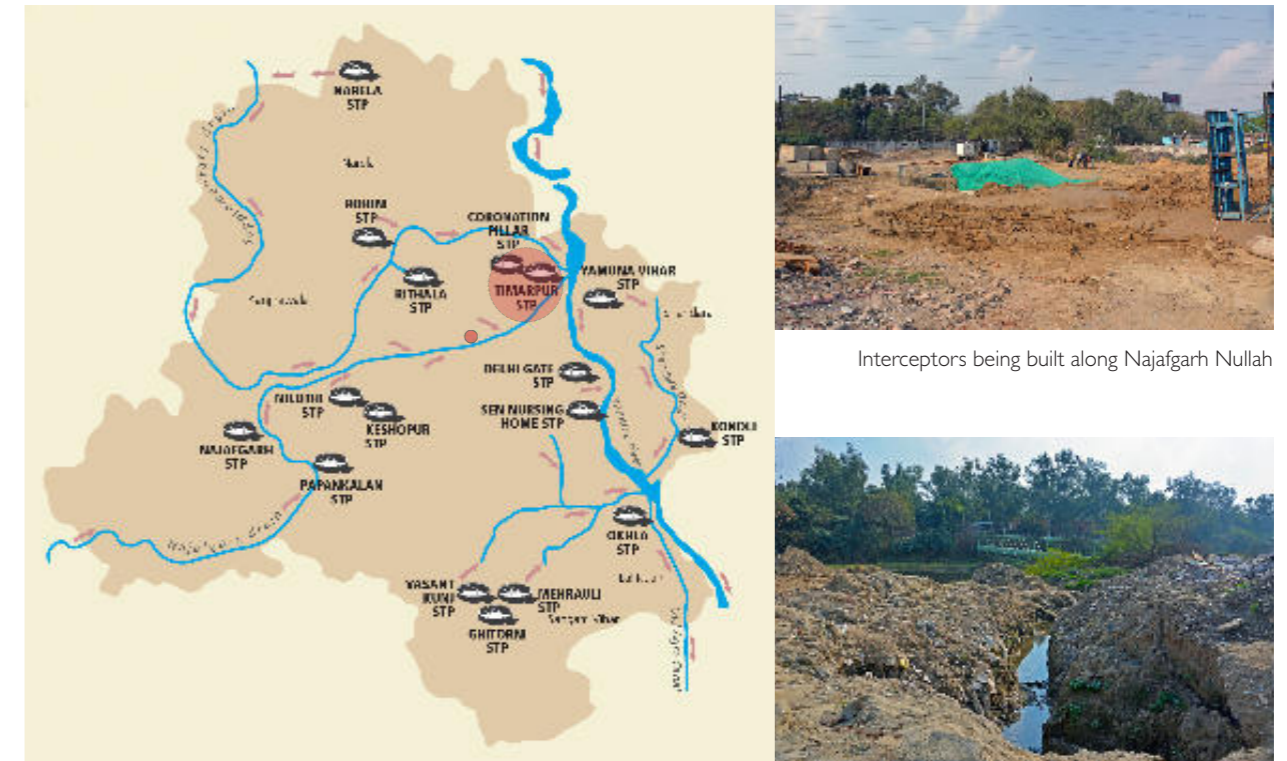 NARELA
STP
ROHINI
STP
CORONATION
PILLAR
STP
RITHALA
STP
TIMARPUR
STP
YAMUNA VIHAR
STP
DELHI GATE
STP
SEN NURSING
HOME STP
KONDLI
STP
NILOTHI
STP
KESHOPUR
STP
NAJAFGARH
STP
PAPANKALAN
STP
Najafgarh Drain
OKHLA
STP
VASANT
KUNJ
STP
MEHRAULI
STP
Sangam Vihar
GHITORNI
STP
Interceptors being built along Najafgarh Nullah